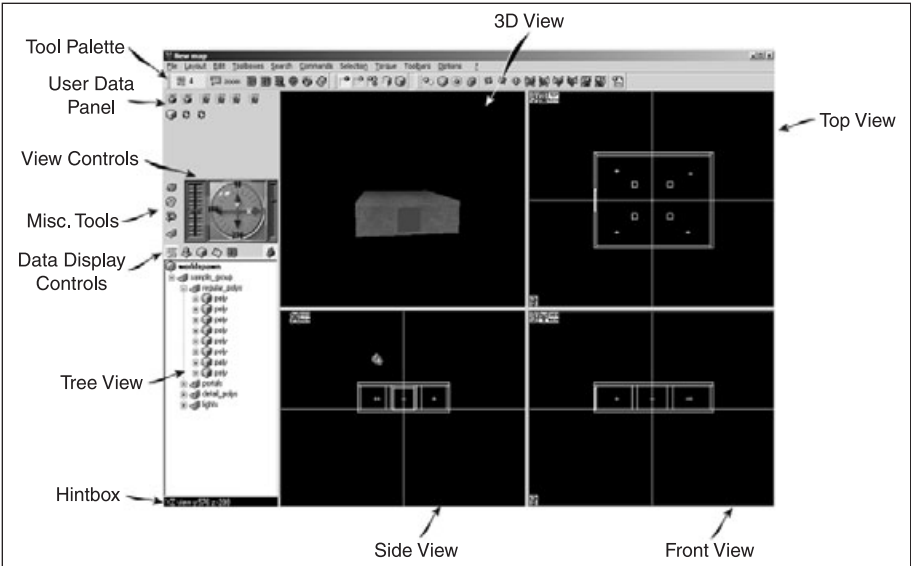 3D View
Tool Palette
New map
File Layout Edit Toolboxes Search Commands Selection Torque Toolbars Options ?
4 zoom
User Data
Panel
Top View
View Controls
Misc. Tools
Data Display
Controls
worldspawn
sample_group
regular_polys
poly
poly
poly
poly
poly
poly
poly
poly
Tree View
portals
detail_polys
lights
Hintbox
Side View
Front View